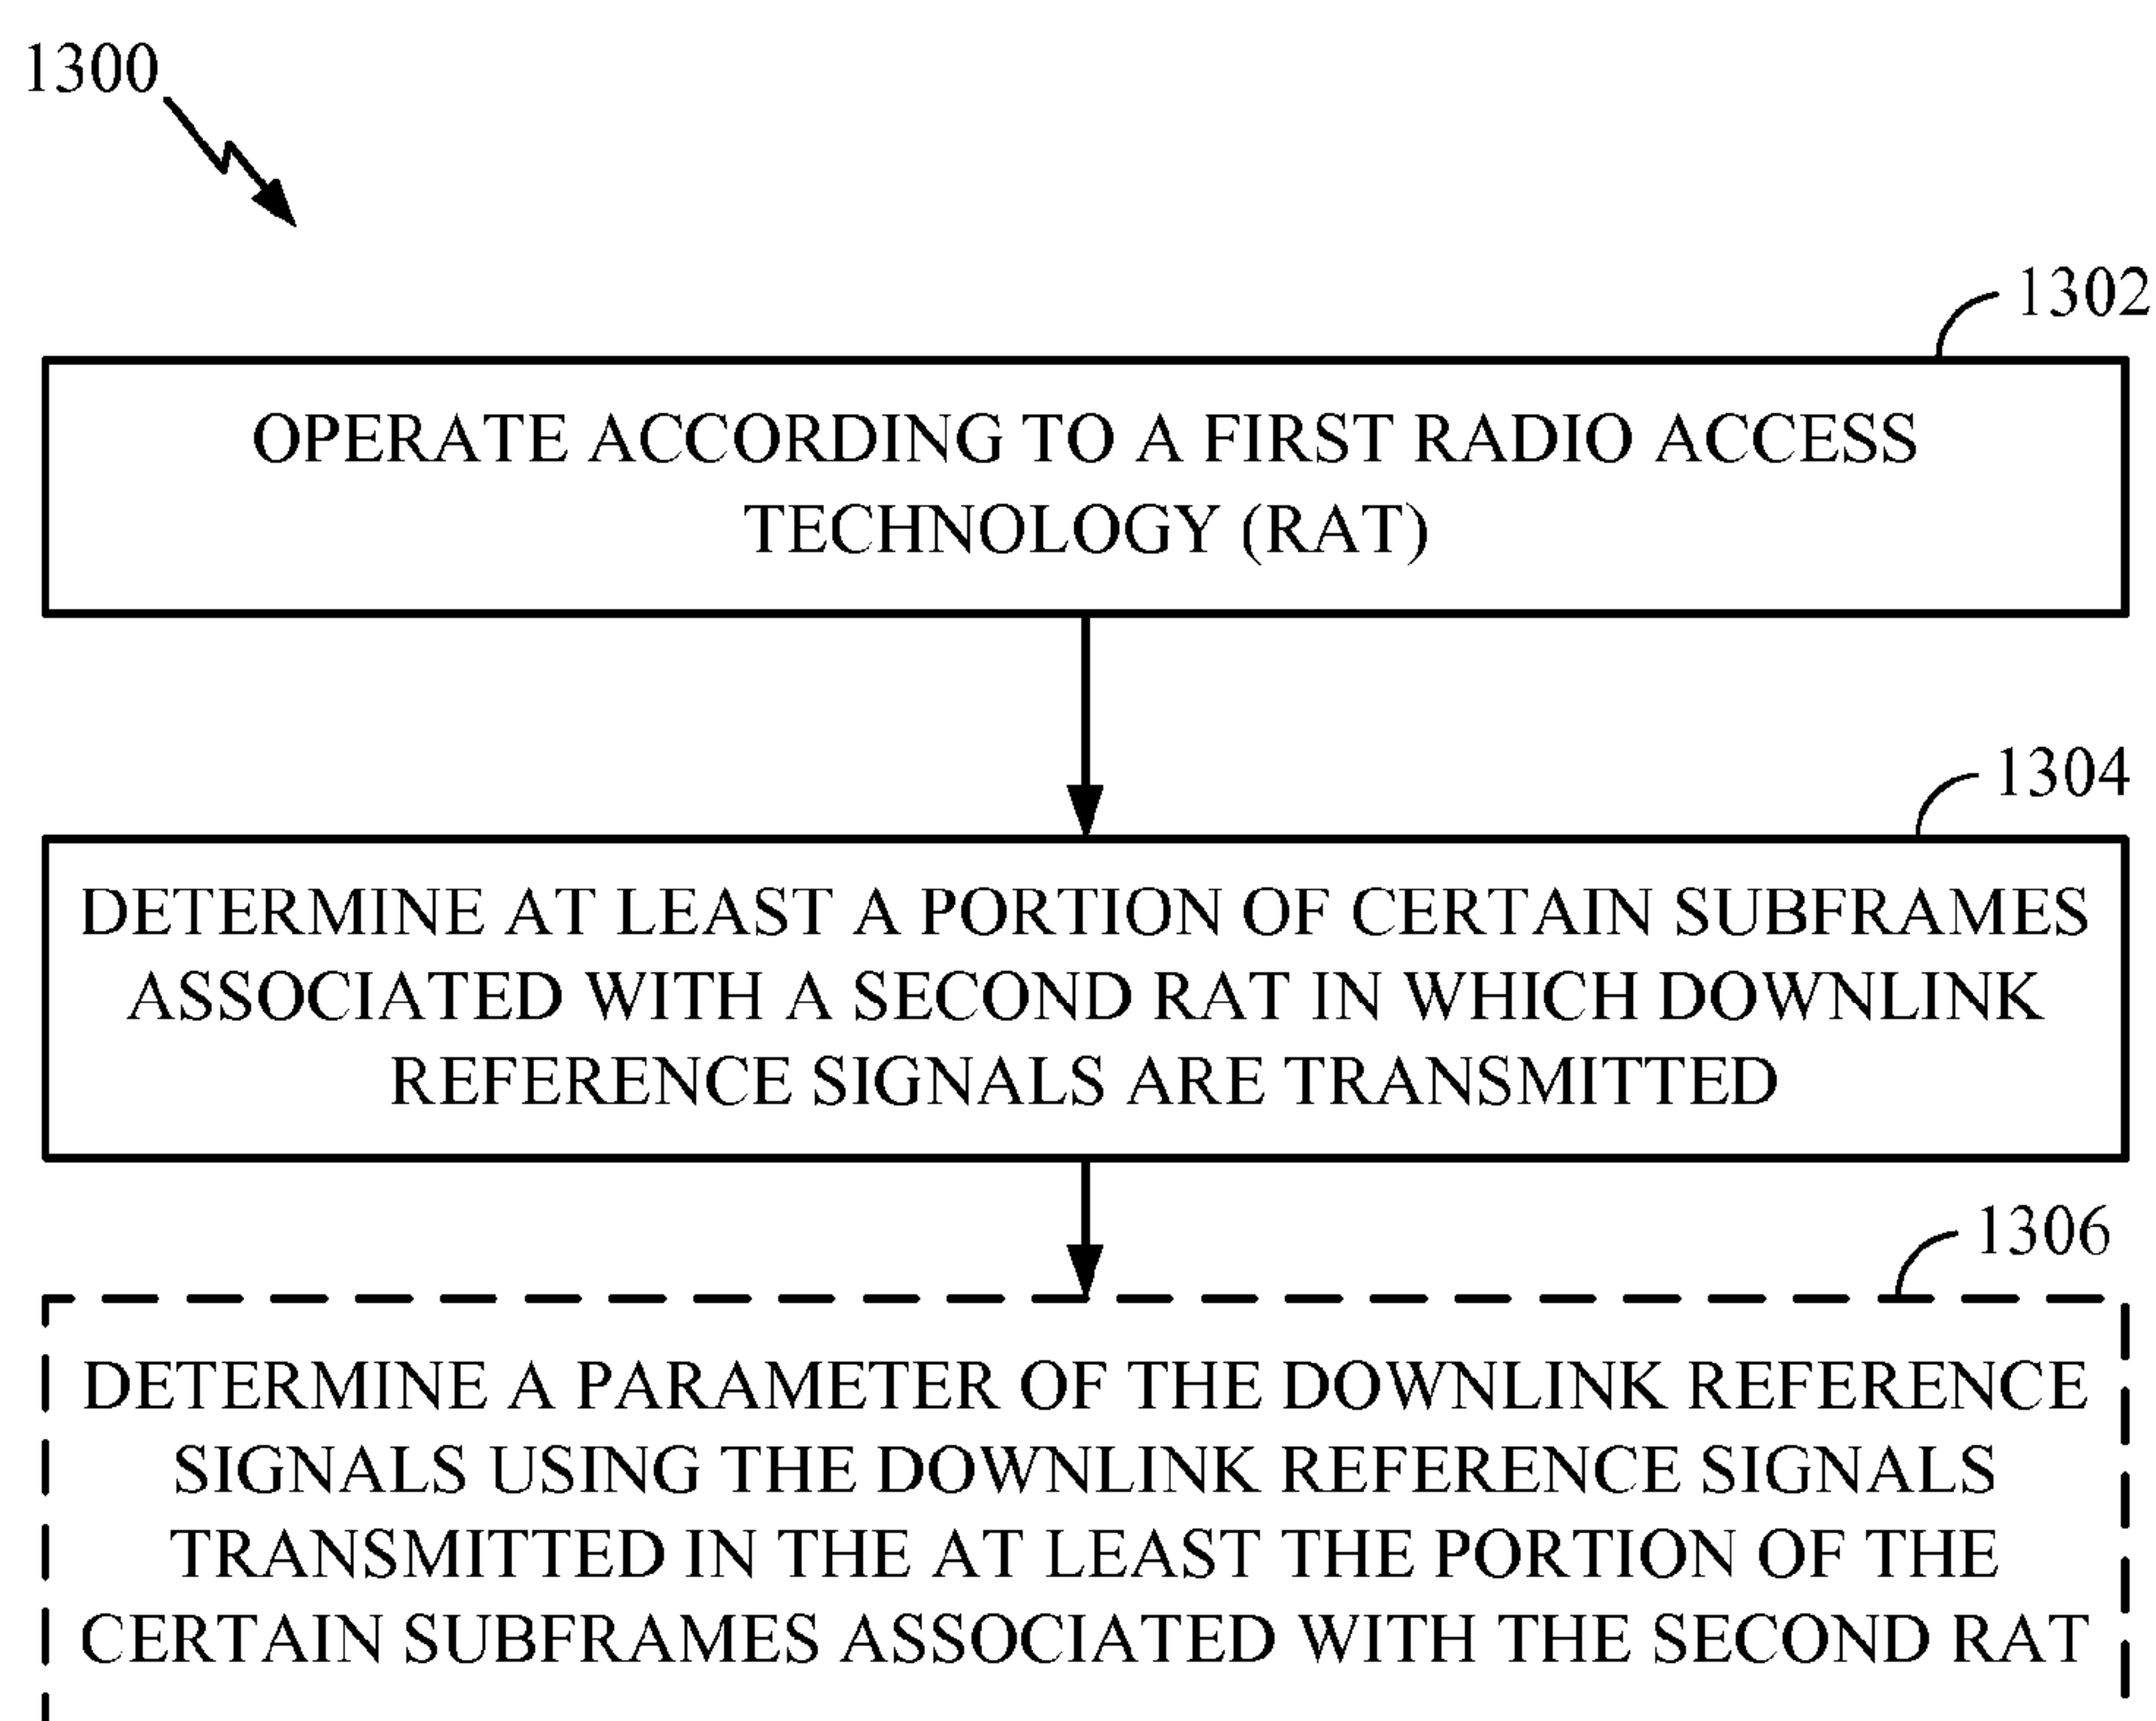 1300
1302
OPERATE ACCORDING TO A FIRST RADIO ACCESS
TECHNOLOGY (RAT)
1304
DETERMINE AT LEAST A PORTION OF CERTAIN SUBFRAMES
ASSOCIATED WITH A SECOND RAT IN WHICH DOWNLINK
REFERENCE SIGNALS ARE TRANSMITTED
1306
DETERMINE A PARAMETER OF THE DOWNLINK REFERENCE
SIGNALS USING THE DOWNLINK REFERENCE SIGNALS
TRANSMITTED IN THE AT LEAST THE PORTION OF THE
CERTAIN SUBFRAMES ASSOCIATED WITH THE SECOND RAT